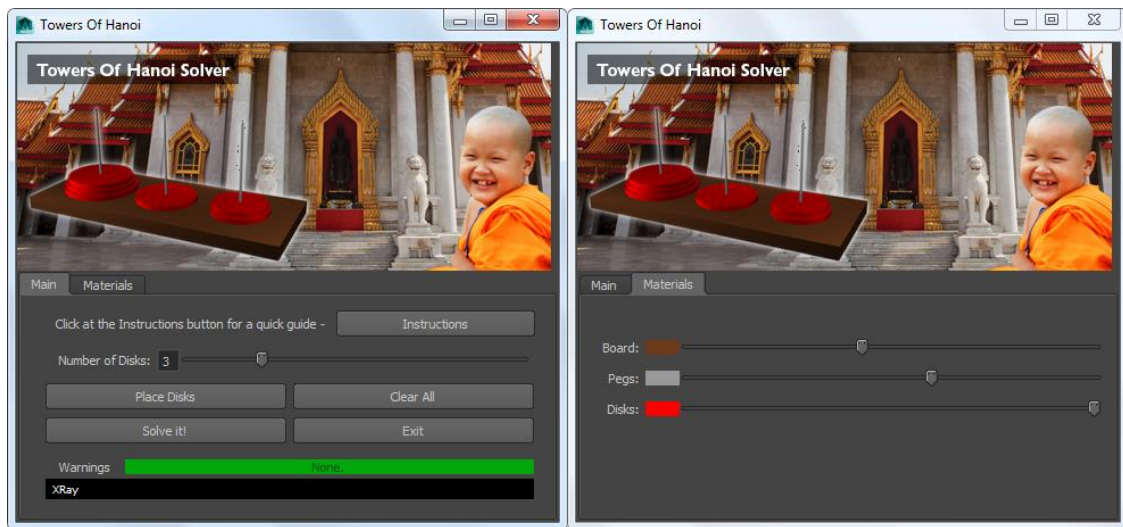 Towers Of Hanoi
Towers Of Hanoi Solver
Main Materials
Click at the Instructions button for a quick guide - Instructions
Number of Disks: 3
Place Disks Clear All
Solve it! Exit
Warnings None.
XRay
Towers Of Hanoi
Towers Of Hanoi Solver
Main Materials
Board:
Pegs:
Disks: